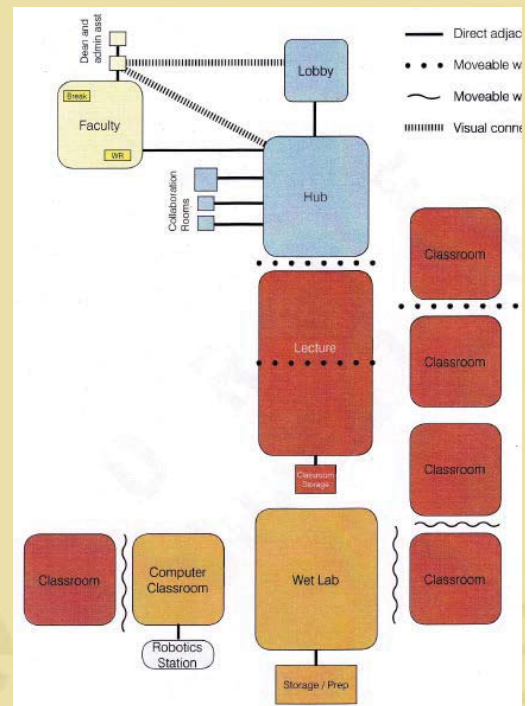 Dean and
admin asst
Break
Faculty
WR
Lobby
Hub
Collaboration
Rooms
Direct adjac
Moveable w
Moveable w
Visual conne
Classroom
Lecture
Classroom
Classroom
Classroom
Storage
Classroom
Computer
Classroom
Wet Lab
Classroom
Robotics
Station
Storage / Prep